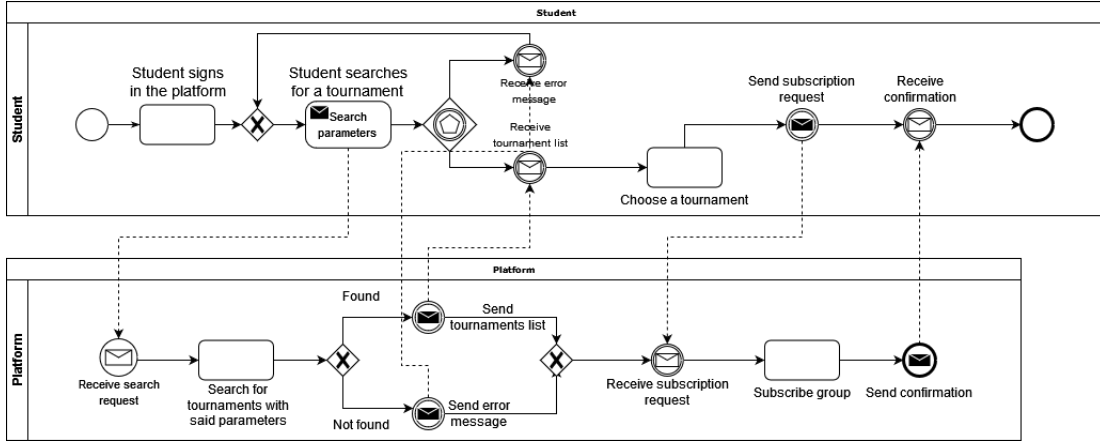 Student
Student
Student signs
in the platform
Student searches
for a tournament
Search
parameters
Receive error
message
Receive
tournament list
Choose a tournament
Send subscription
request
Receive
confirmation
Platform
Platform
Receive search
request
Search for
tournaments with
said parameters
Found
Not found
Send
tournaments list
Send error
message
Receive subscription
request
Subscribe group
Send confirmation